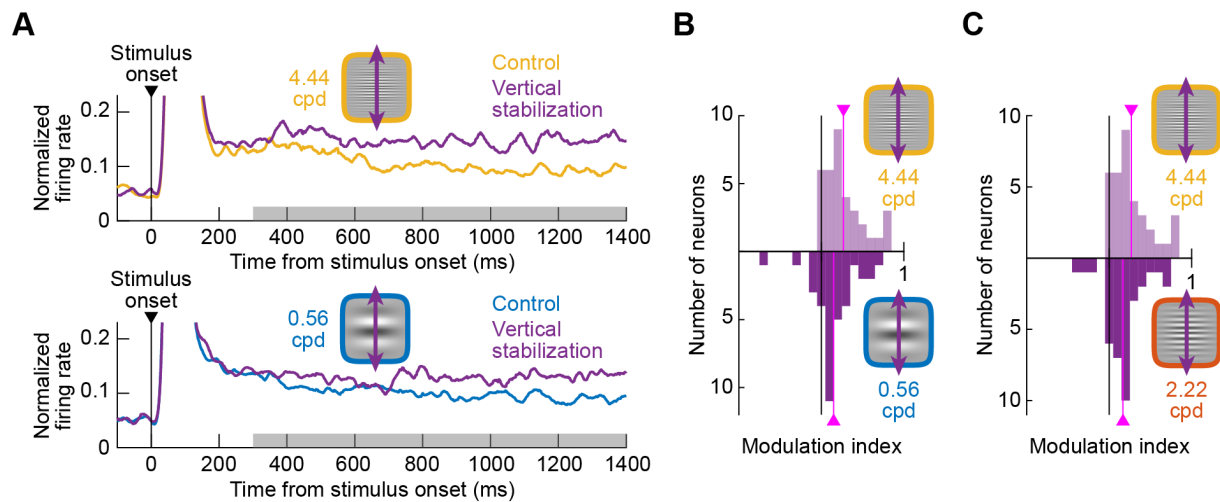 A
Stimulus
onset
4.44
cpd
Control
Vertical
stabilization
Normalized
firing rate
0.2
0.1
0
0 200 400 600 800 1000 1200 1400
Time from stimulus onset (ms)
Stimulus
onset
0.56
cpd
Control
Vertical
stabilization
Normalized
firing rate
0.2
0.1
0
0 200 400 600 800 1000 1200 1400
Time from stimulus onset (ms)
B
Number of neurons
10
5
5
10
1
4.44
cpd
0.56
cpd
Modulation index
C
Number of neurons
10
5
5
10
1
4.44
cpd
2.22
cpd
Modulation index